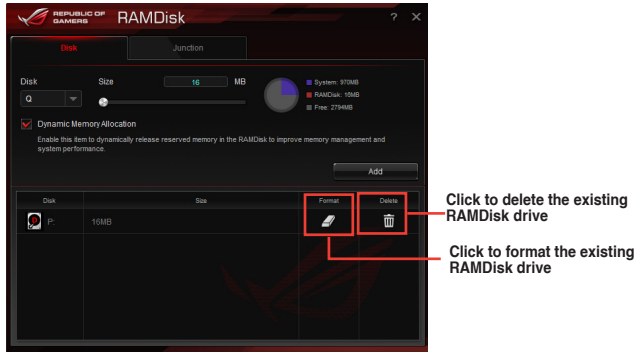 REPUBLIC OF
GAMERS
RAMDisk
? ×
Disk Junction
Disk Size 16 MB
Q
System: 970MB
RAMDisk: 16MB
Free: 2794MB
Dynamic Memory Allocation
Enable this item to dynamically release reserved memory in the RAMDisk to improve memory management and
system performance.
Add
Disk Size Format Delete
P: 16MB
Click to delete the existing
RAMDisk drive
Click to format the existing
RAMDisk drive